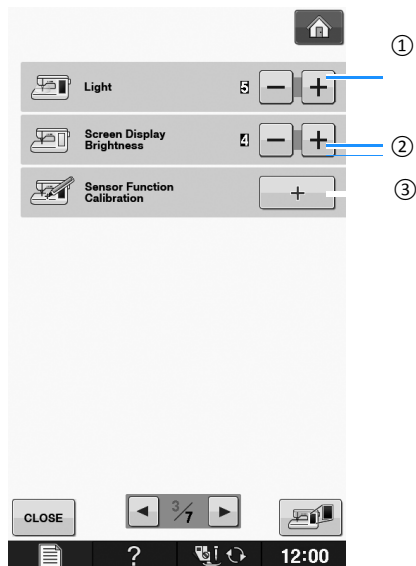 ①
Light 5 − +
Screen Display
Brightness 4 − +
②
Sensor Function
Calibration +
③
CLOSE 3/7
? 12:00